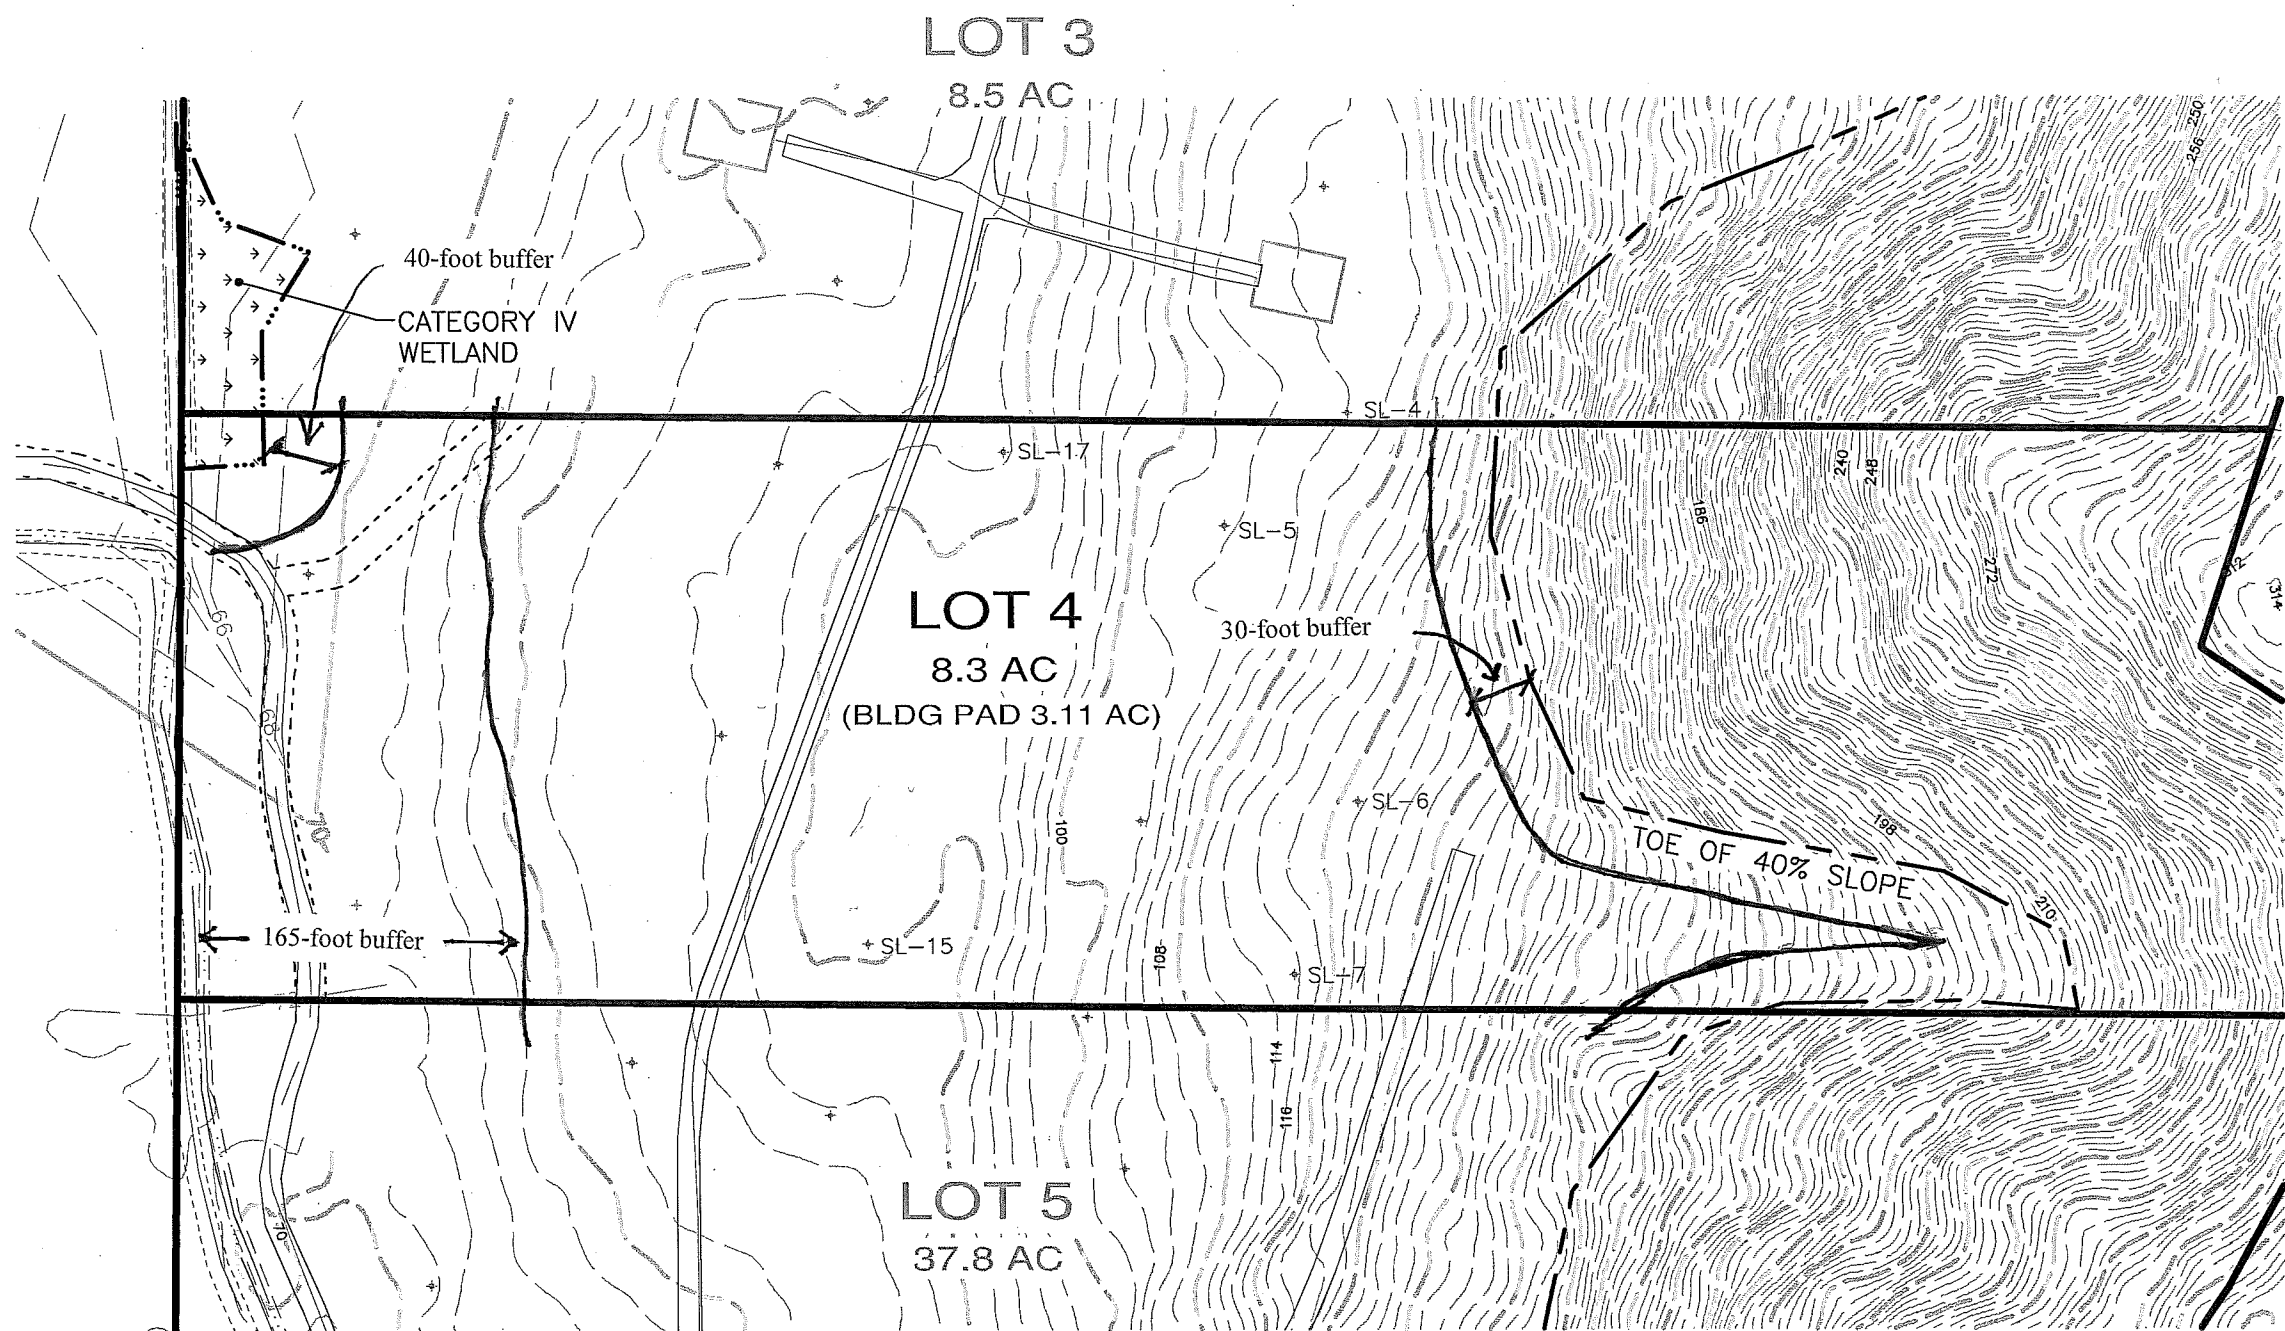 LOT 3
8.5 AC
250
256
40-foot buffer
CATEGORY IV
WETLAND
SL-4
SL-17
240
248
186
SL-5
272
314
66
LOT 4
8.3 AC
(BLDG PAD 3.11 AC)
30-foot buffer
68
SL-6
70
100
198
TOE OF 40% SLOPE
210
165-foot buffer
SL-15
108
SL-7
114
116
LOT 5
37.8 AC
70